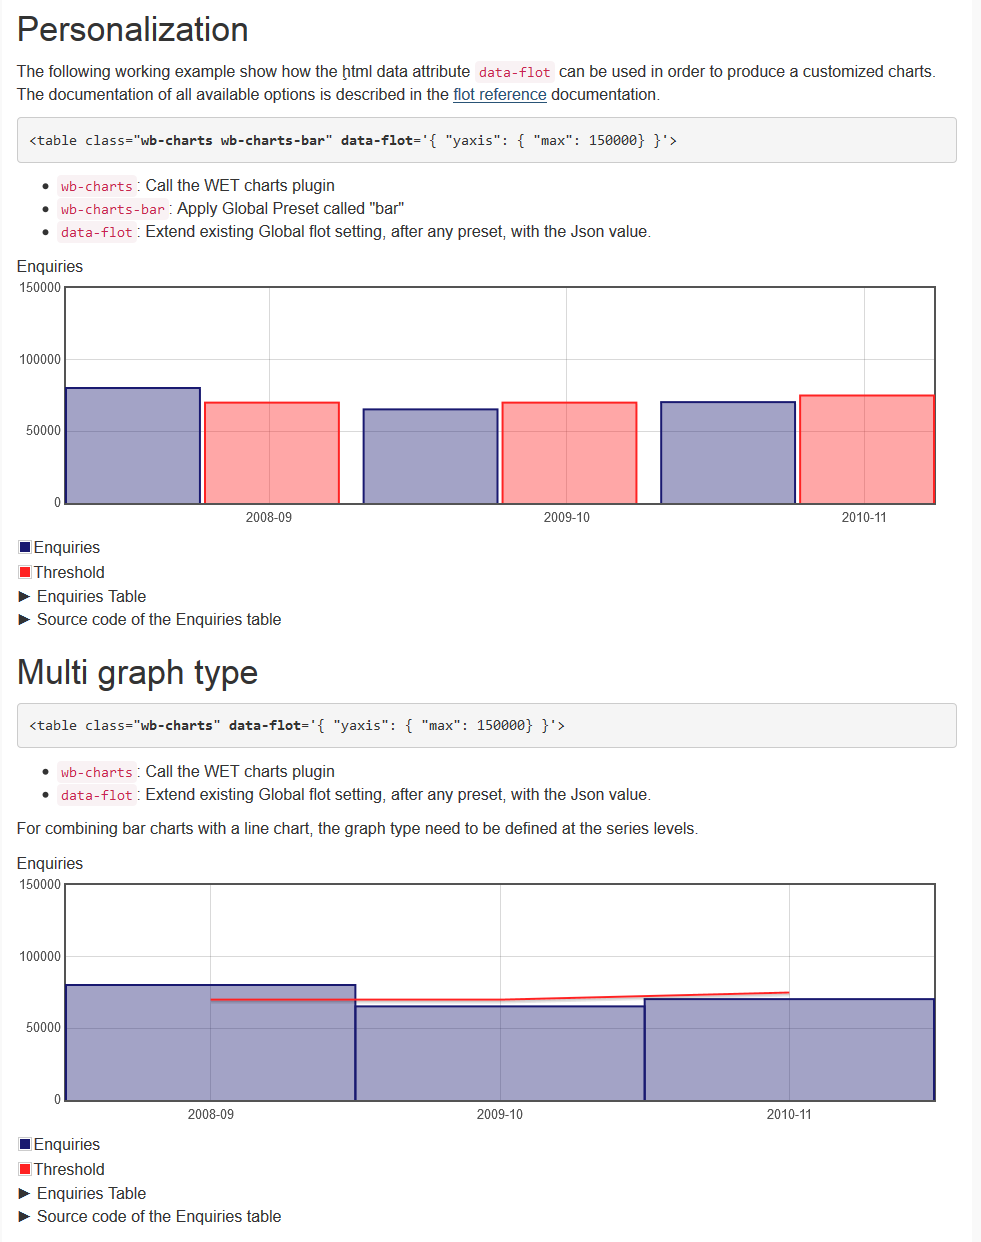 Personalization
The following working example show how the html data attribute data-flot can be used in order to produce a customized charts.
The documentation of all available options is described in the flot reference documentation.
<table class="wb-charts wb-charts-bar" data-flot='{ "yaxis": { "max": 150000} }'>
wb-charts : Call the WET charts plugin
wb-charts-bar : Apply Global Preset called "bar"
data-flot : Extend existing Global flot setting, after any preset, with the Json value.
Enquiries
150000
100000
50000
0
2008-09 2009-10 2010-11
Enquiries
Threshold
Enquiries Table
Source code of the Enquiries table
Multi graph type
<table class="wb-charts" data-flot='{ "yaxis": { "max": 150000} }'>
wb-charts : Call the WET charts plugin
data-flot : Extend existing Global flot setting, after any preset, with the Json value.
For combining bar charts with a line chart, the graph type need to be defined at the series levels.
Enquiries
150000
100000
50000
0
2008-09 2009-10 2010-11
Enquiries
Threshold
Enquiries Table
Source code of the Enquiries table